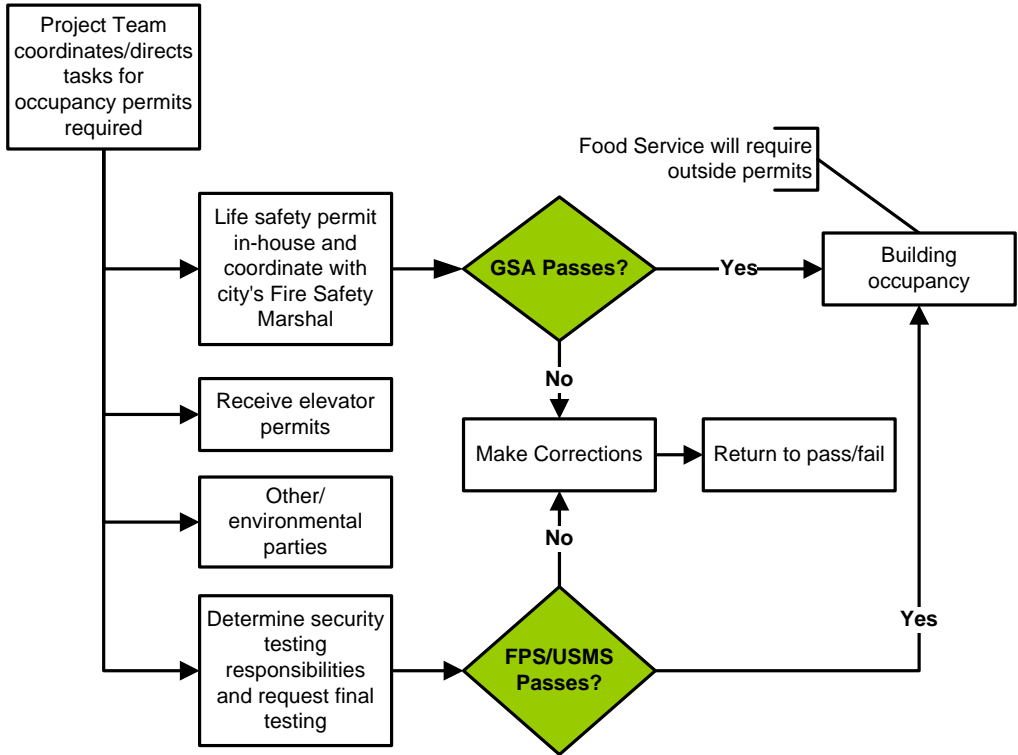 Project Team
coordinates/directs
tasks for
occupancy permits
required
Food Service will require
outside permits
Life safety permit
in-house and
coordinate with
city's Fire Safety
Marshal
GSA Passes?
Yes
Building
occupancy
No
Receive elevator
permits
Make Corrections
Return to pass/fail
Other/
environmental
parties
No
Determine security
testing
responsibilities
and request final
testing
FPS/USMS
Passes?
Yes